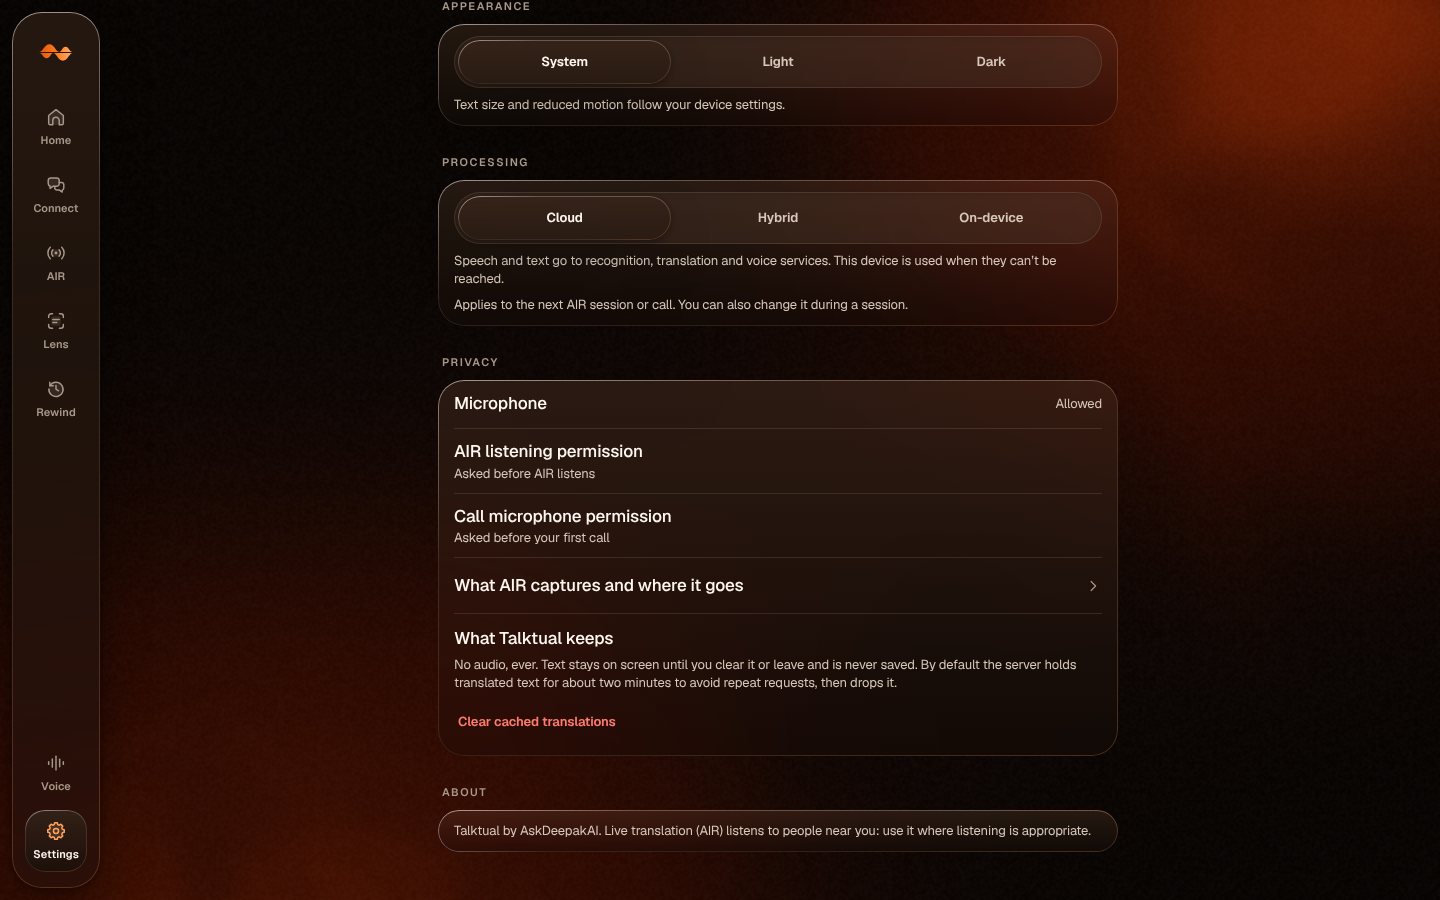 Home
Connect
AIR
Lens
Rewind
Voice
Settings
APPEARANCE
System
Light
Dark
Text size and reduced motion follow your device settings.
PROCESSING
Cloud
Hybrid
On-device
Speech and text go to recognition, translation and voice services. This device is used when they can’t be
reached.
Applies to the next AIR session or call. You can also change it during a session.
PRIVACY
Microphone
Allowed
AIR listening permission
Asked before AIR listens
Call microphone permission
Asked before your first call
What AIR captures and where it goes
What Talktual keeps
No audio, ever. Text stays on screen until you clear it or leave and is never saved. By default the server holds
translated text for about two minutes to avoid repeat requests, then drops it.
Clear cached translations
ABOUT
Talktual by AskDeepakAI. Live translation (AIR) listens to people near you: use it where listening is appropriate.